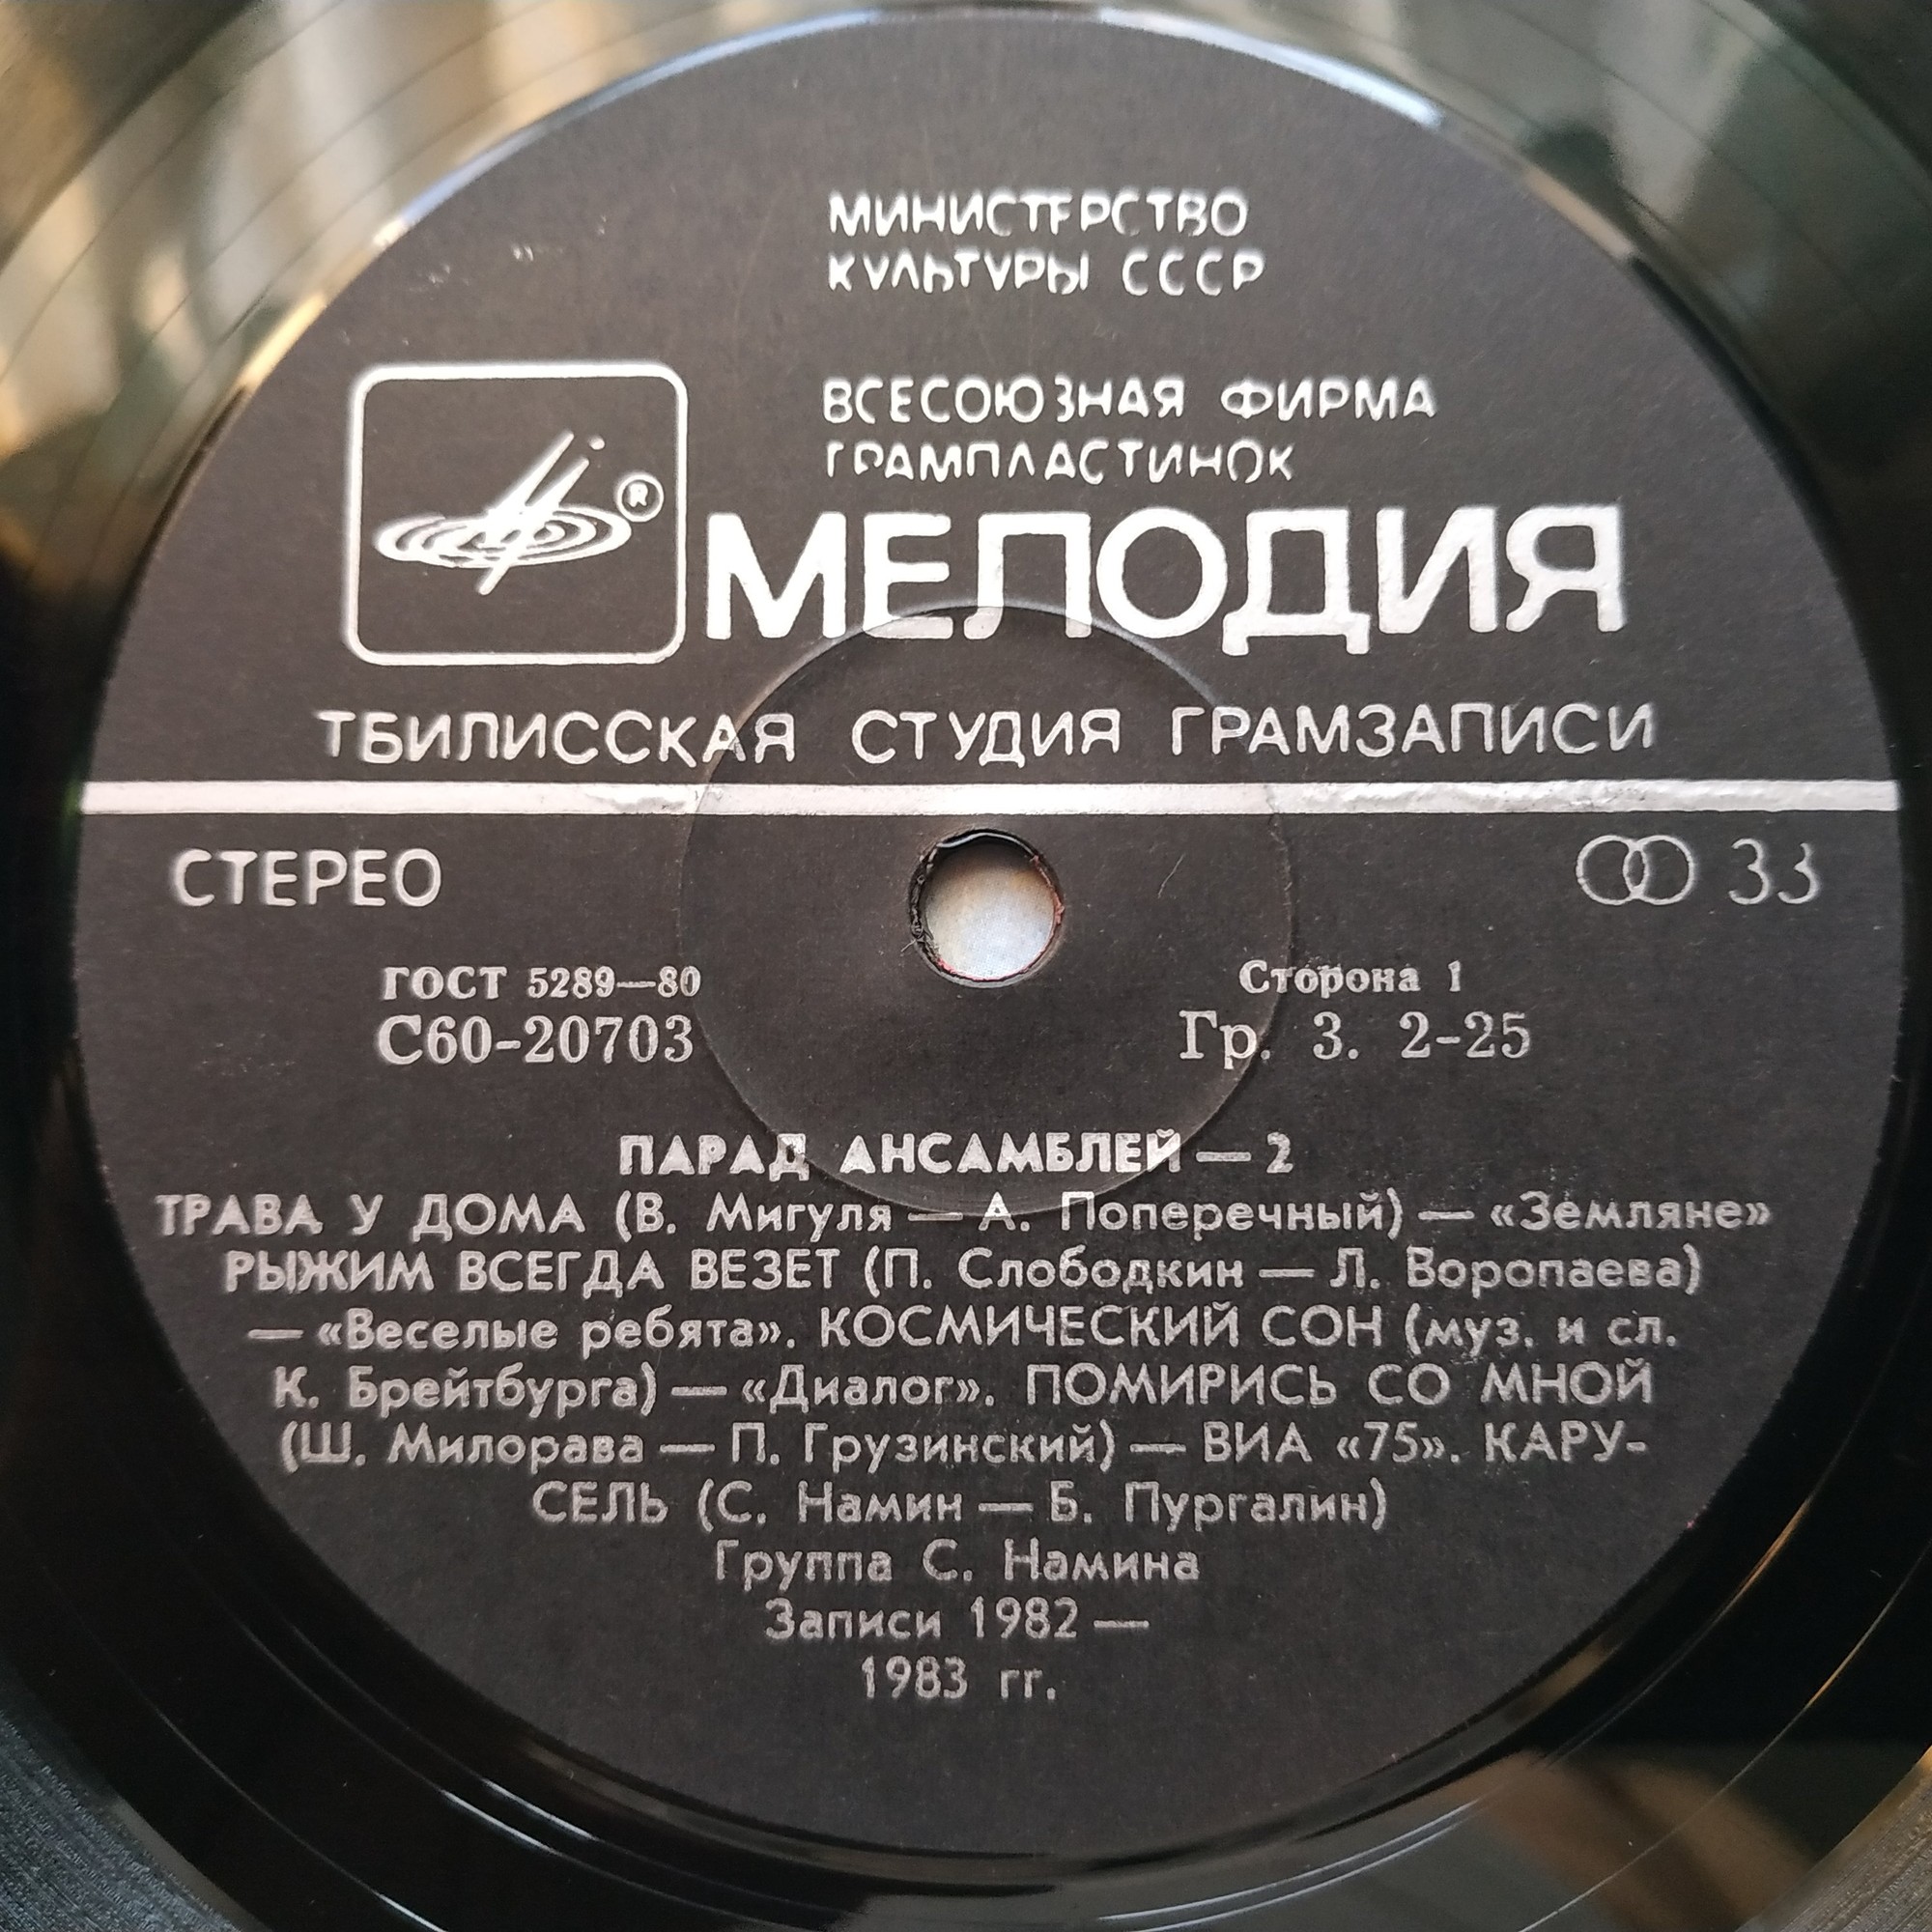 МИНИСТЕРСТВО
КУЛЬТУРЫ СССР
ВСЕСОЮЗНАЯ ФИРМА
ГРАМПЛАСТИНОК
®
МЕЛОДИЯ
ТБИЛИССКАЯ СТУДИЯ ГРАМЗАПИСИ
СТЕРЕО
33
ГОСТ 5289—80
Сторона 1
С60-20703
Гр. 3. 2-25
ПАРАД АНСАМБЛЕЙ — 2
ТРАВА У ДОМА (В. Мигуля — А. Поперечный) — «Земляне»
РЫЖИМ ВСЕГДА ВЕЗЕТ (П. Слободкин — Л. Воропаева)
— «Веселые ребята». КОСМИЧЕСКИЙ СОН (муз. и сл.
К. Брейтбурга) — «Диалог». ПОМИРИСЬ СО МНОЙ
(Ш. Милорава — П. Грузинский) — ВИА «75». КАРУ-
СЕЛЬ (С. Намин — Б. Пургалин)
Группа С. Намина
Записи 1982 —
1983 гг.